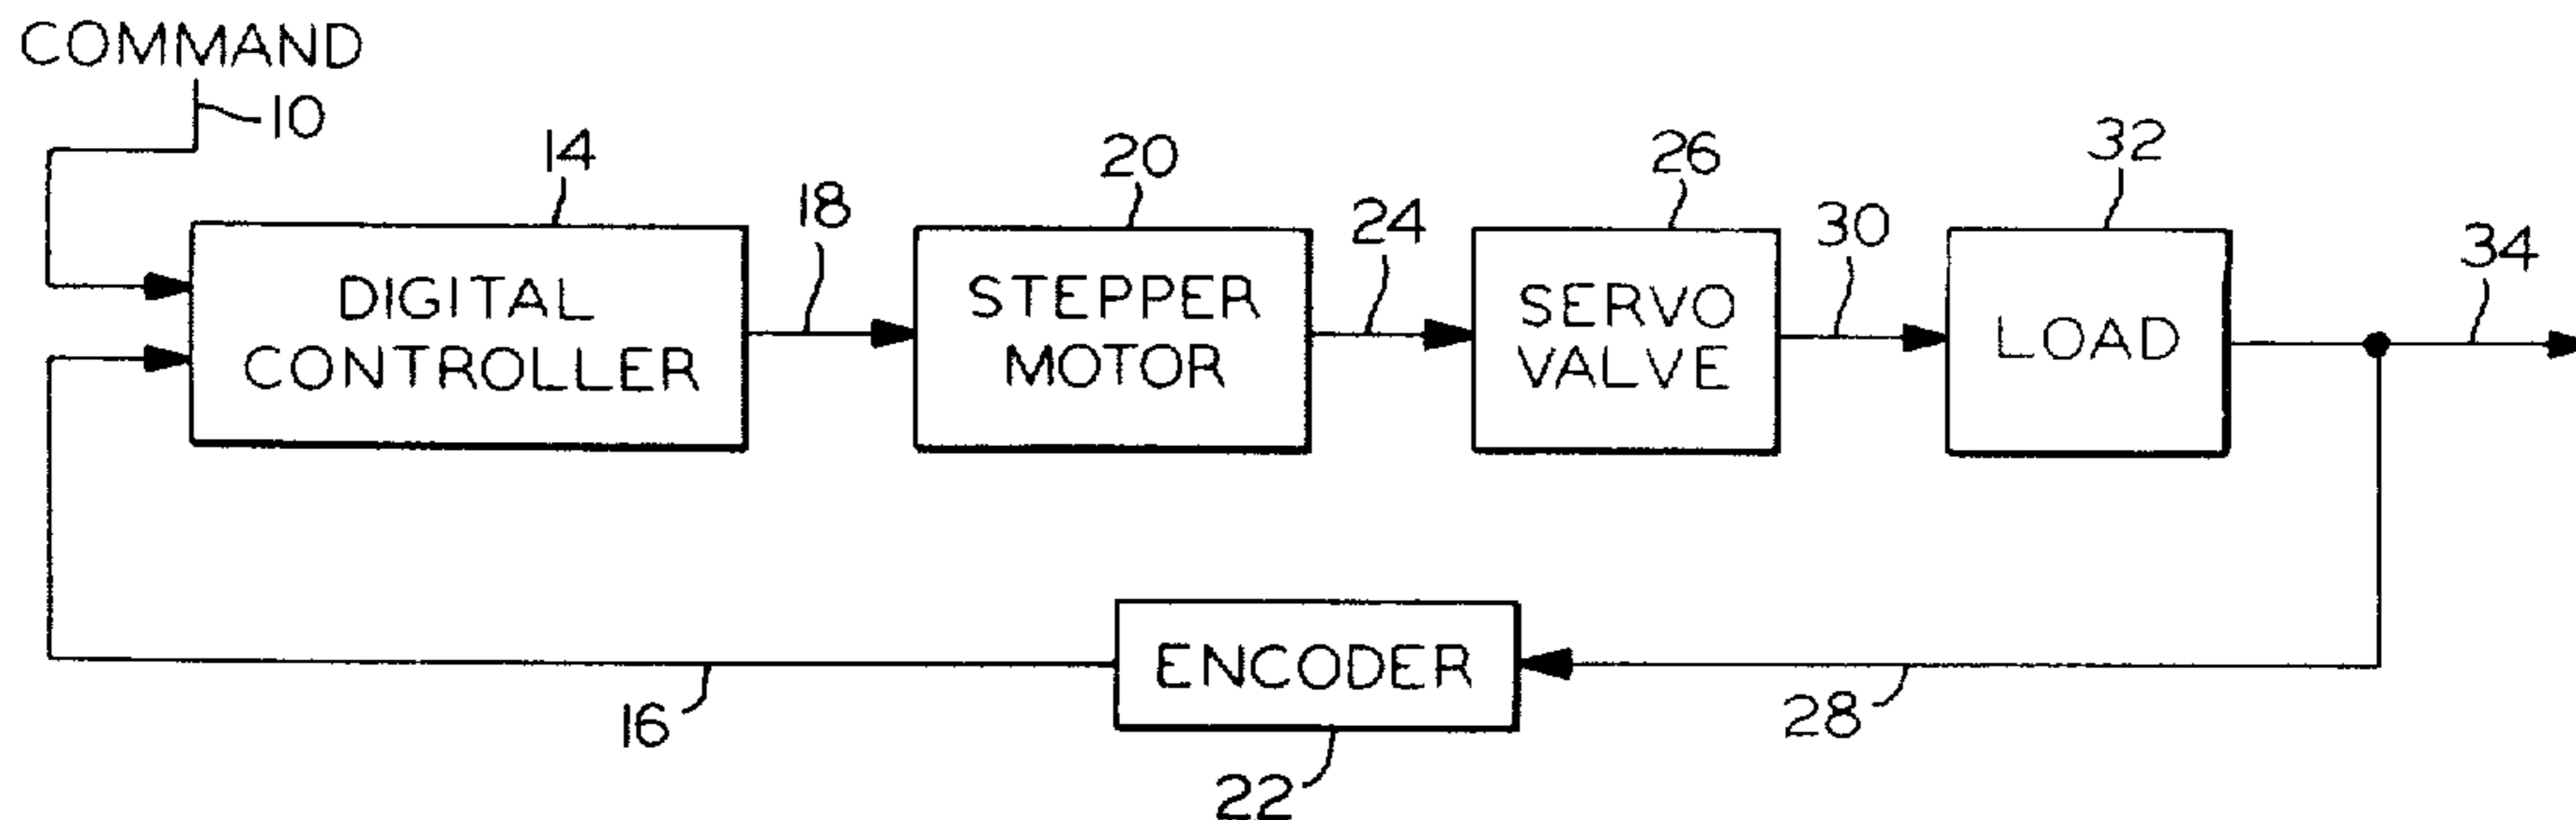 COMMAND
10
14
18
20
24
26
30
32
34
DIGITAL
CONTROLLER
STEPPER
MOTOR
SERVO
VALVE
LOAD
ENCODER
16
22
28